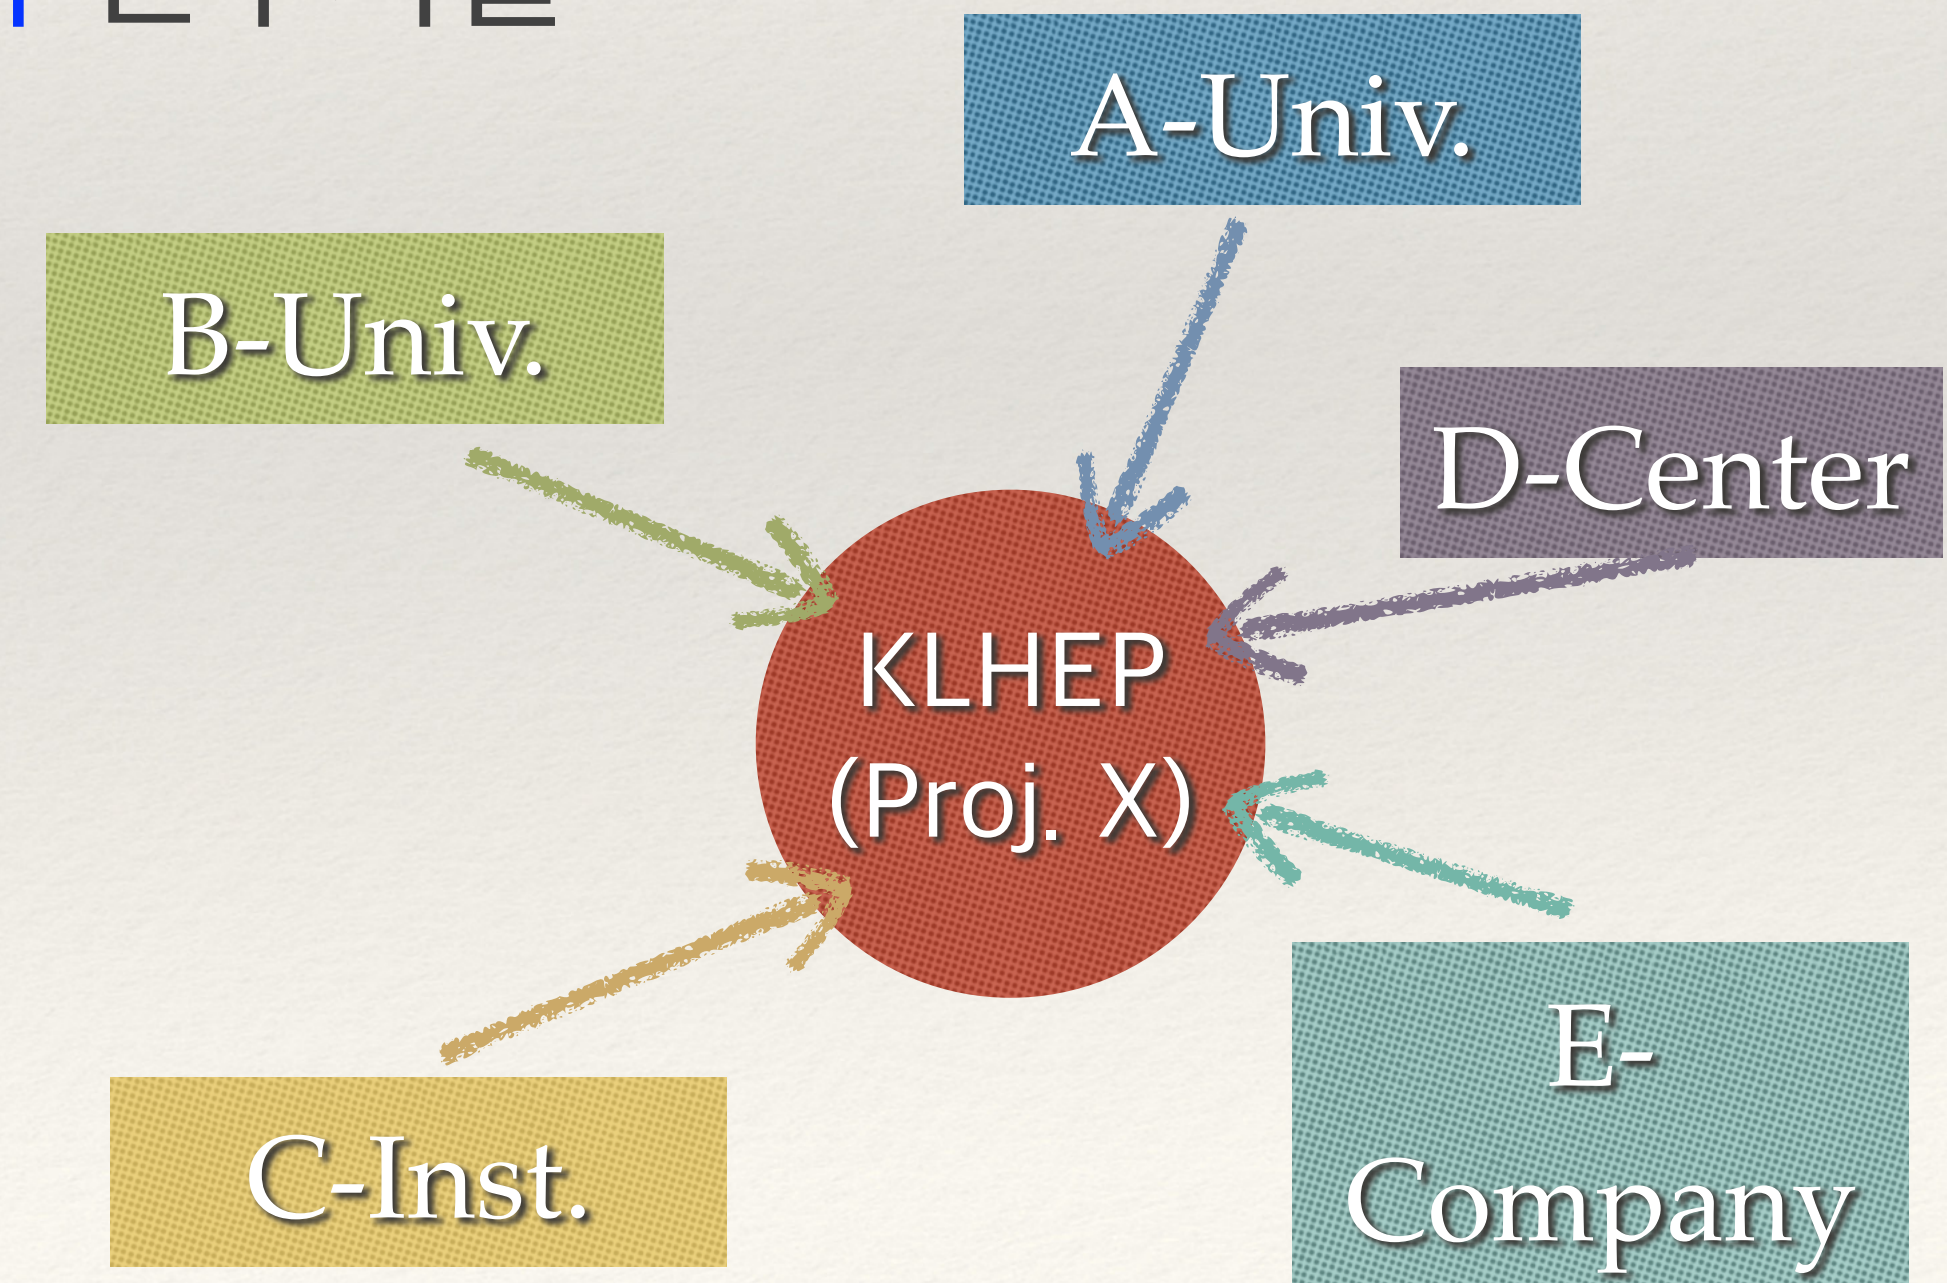 A-Univ.
B-Univ.
D-Center
KLHEP
(Proj. X)
E-
Company
C-Inst.